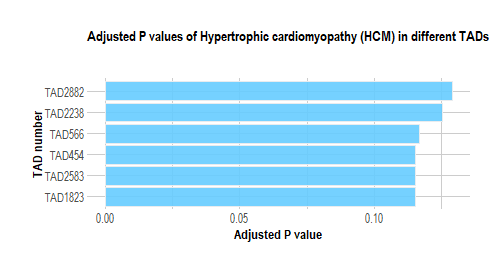 Adjusted P values of Hypertrophic cardiomyopathy (HCM) in different TADs
TAD number
TAD2882
TAD2238
TAD566
TAD454
TAD2583
TAD1823
0.00 0.05 0.10
Adjusted P value